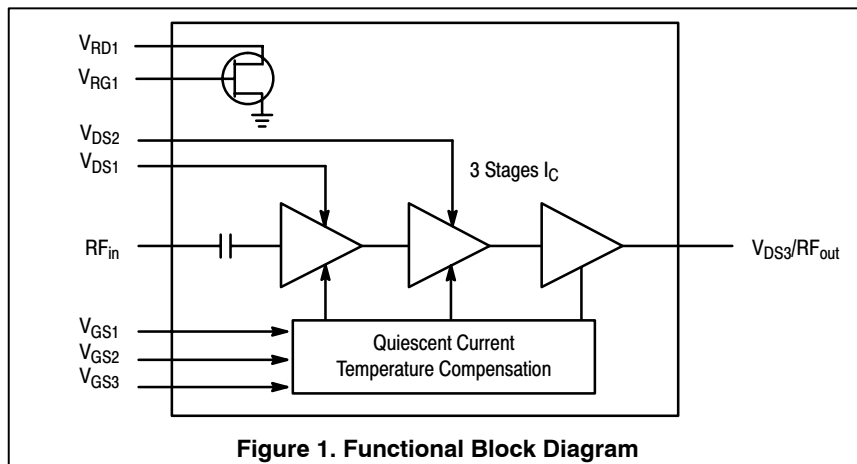 V_RD1
V_RG1
V_DS2
V_DS1
3 Stages I_C
RF_in
V_DS3/RF_out
V_GS1
V_GS2
V_GS3
Quiescent Current
Temperature Compensation
Figure 1. Functional Block Diagram